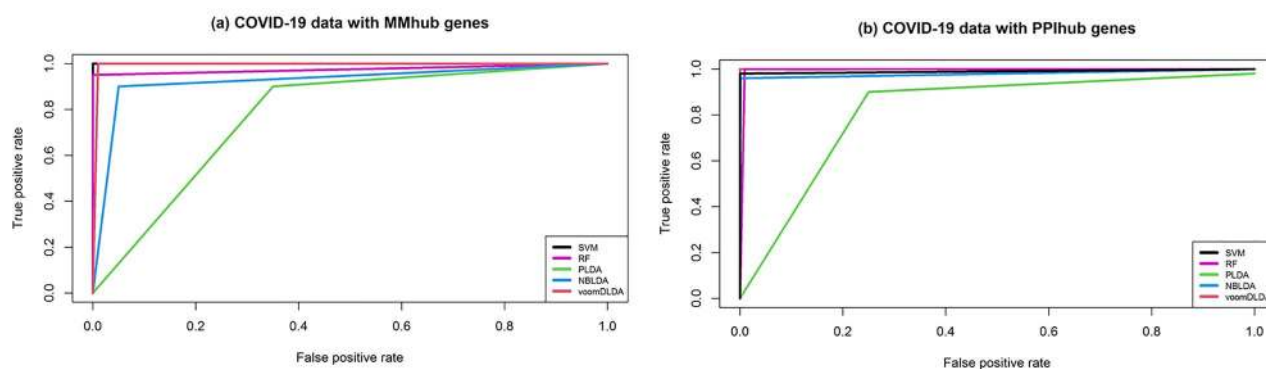 (a) COVID-19 data with MMhub genes
True positive rate
1.0
0.8
0.6
0.4
0.2
0.0
SVM
RF
PLDA
NBLDA
voomDLDA
0.0 0.2 0.4 0.6 0.8 1.0
False positive rate
(b) COVID-19 data with PPIhub genes
True positive rate
1.0
0.8
0.6
0.4
0.2
0.0
SVM
RF
PLDA
NBLDA
voomDLDA
0.0 0.2 0.4 0.6 0.8 1.0
False positive rate